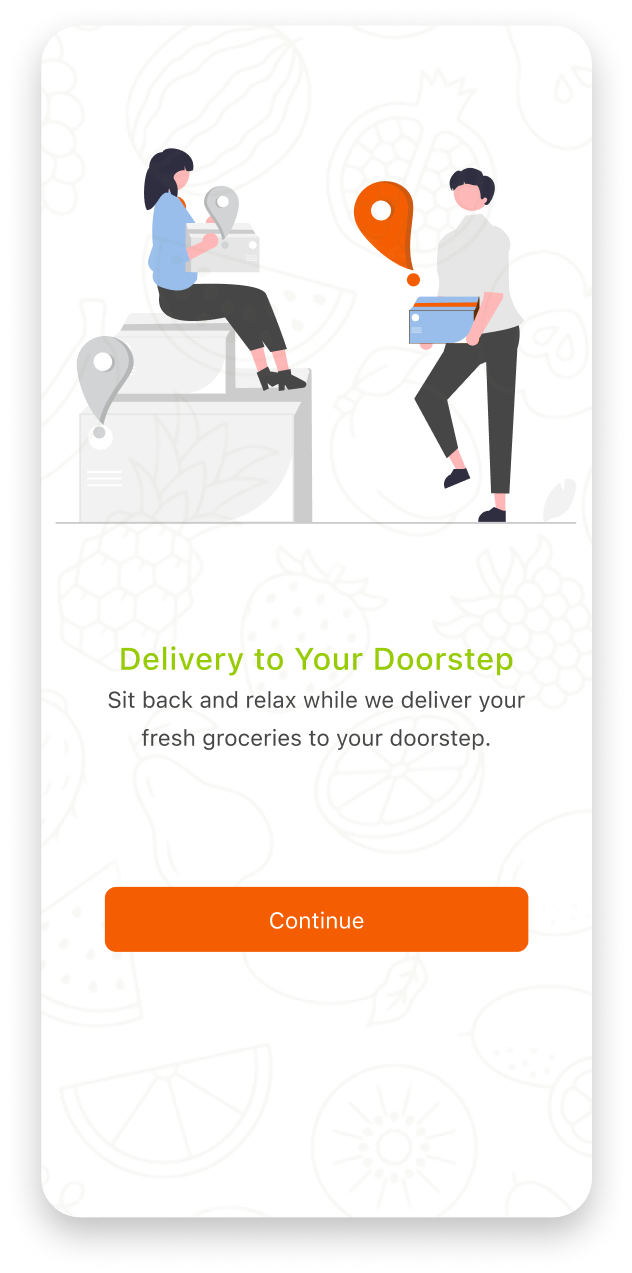 Delivery to Your Doorstep
Sit back and relax while we deliver your
fresh groceries to your doorstep.
Continue